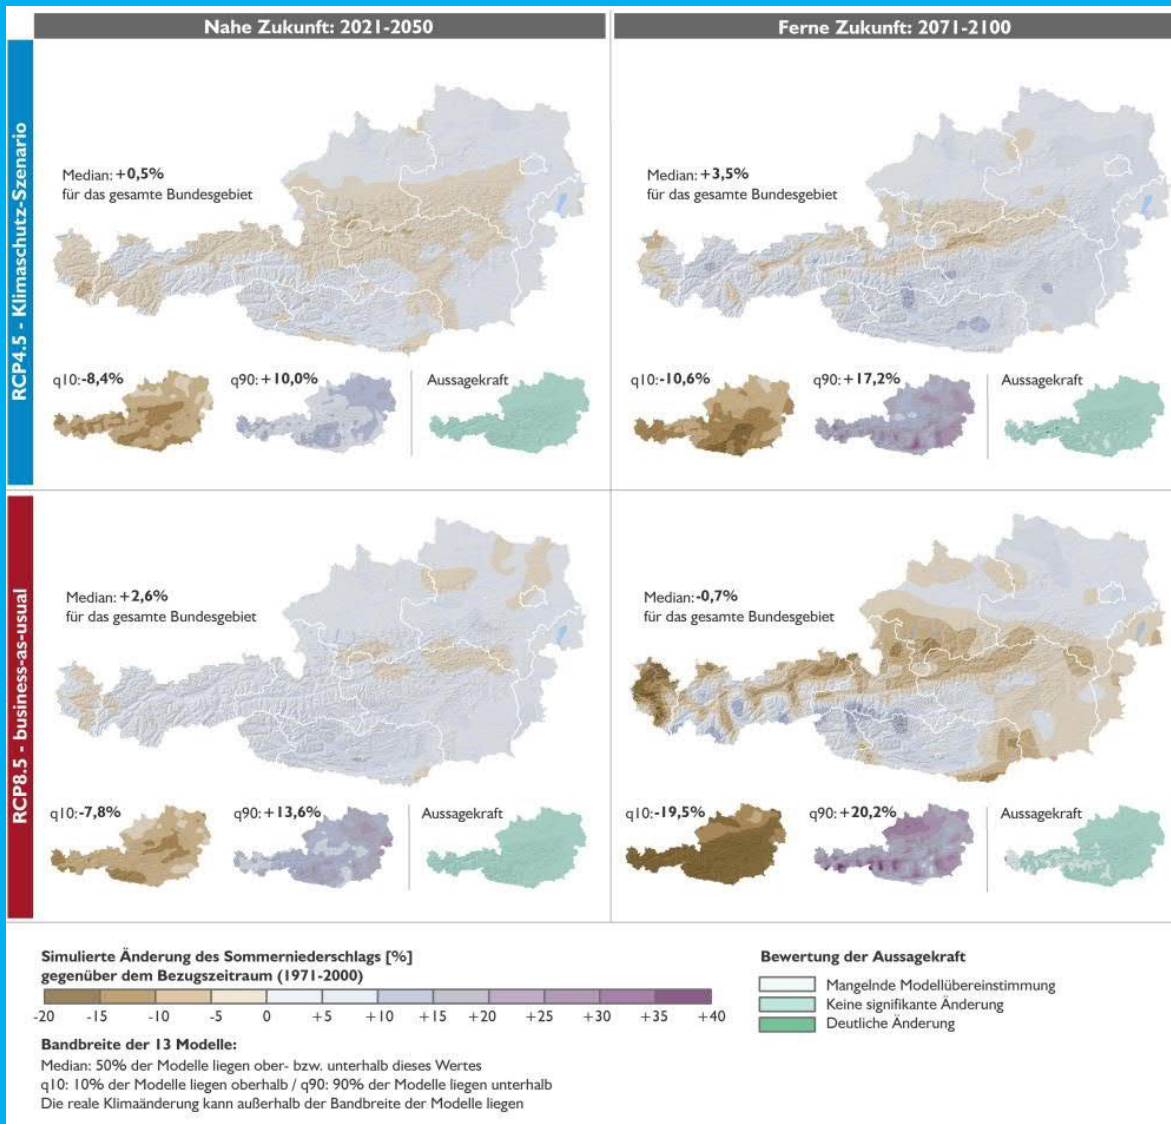 Nahe Zukunft: 2021-2050
Ferne Zukunft: 2071-2100
RCP4.5 - Klimaschutz-Szenario
Median: +0,5%
für das gesamte Bundesgebiet
q10:-8,4%
q90:+10,0%
Aussagekraft
Median: +3,5%
für das gesamte Bundesgebiet
q10:-10,6%
q90:+17,2%
Aussagekraft
RCP8.5 - business-as-usual
Median: +2,6%
für das gesamte Bundesgebiet
q10:-7,8%
q90:+13,6%
Aussagekraft
Median: -0,7%
für das gesamte Bundesgebiet
q10:-19,5%
q90:+20,2%
Aussagekraft
Simulierte Änderung des Sommerniederschlags [%]
gegenüber dem Bezugszeitraum (1971-2000)
-20 -15 -10 -5 0 +5 +10 +15 +20 +25 +30 +35 +40
Bandbreite der 13 Modelle:
Median: 50% der Modelle liegen ober- bzw. unterhalb dieses Wertes
q10: 10% der Modelle liegen oberhalb / q90: 90% der Modelle liegen unterhalb
Die reale Klimaänderung kann außerhalb der Bandbreite der Modelle liegen
Bewertung der Aussagekraft
Mangelnde Modellübereinstimmung
Keine signifikante Änderung
Deutliche Änderung